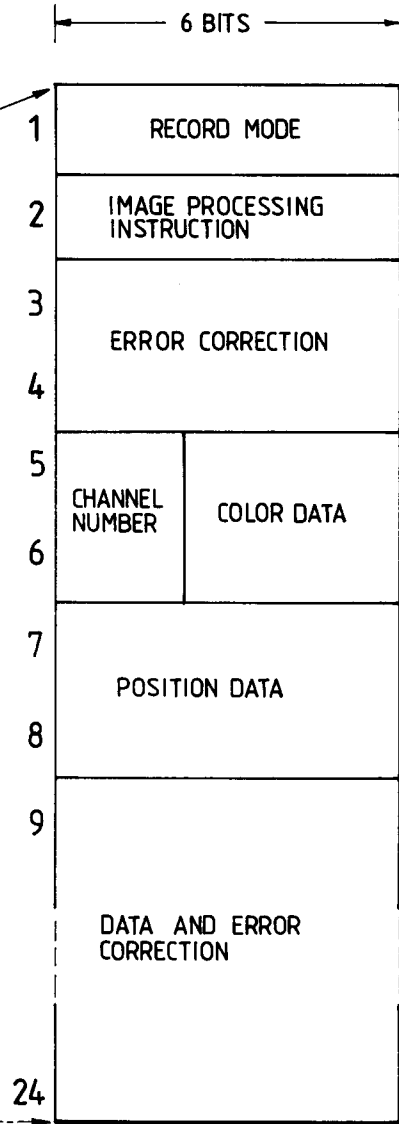 6 BITS
1
RECORD MODE
2
IMAGE PROCESSING
INSTRUCTION
3
ERROR CORRECTION
4
5
CHANNEL
NUMBER
COLOR DATA
6
7
POSITION DATA
8
9
DATA AND ERROR
CORRECTION
24